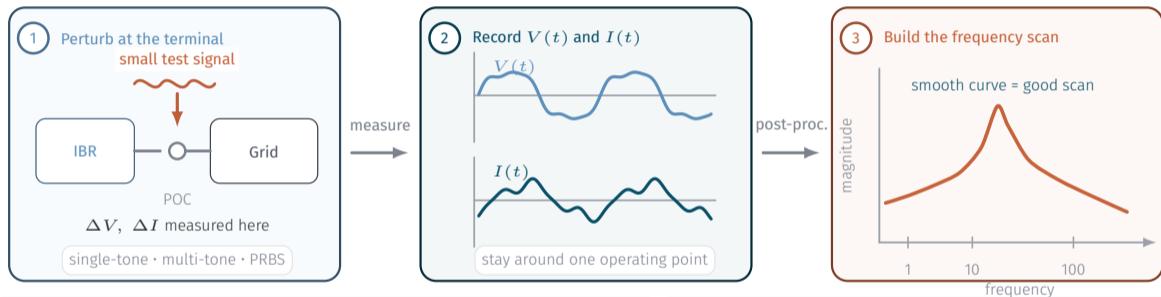 1 Perturb at the terminal
small test signal
IBR
Grid
POC
ΔV, ΔI measured here
single-tone · multi-tone · PRBS
measure
2 Record V(t) and I(t)
V(t)
I(t)
stay around one operating point
post-proc.
3 Build the frequency scan
smooth curve = good scan
magnitude
1 10 100
frequency